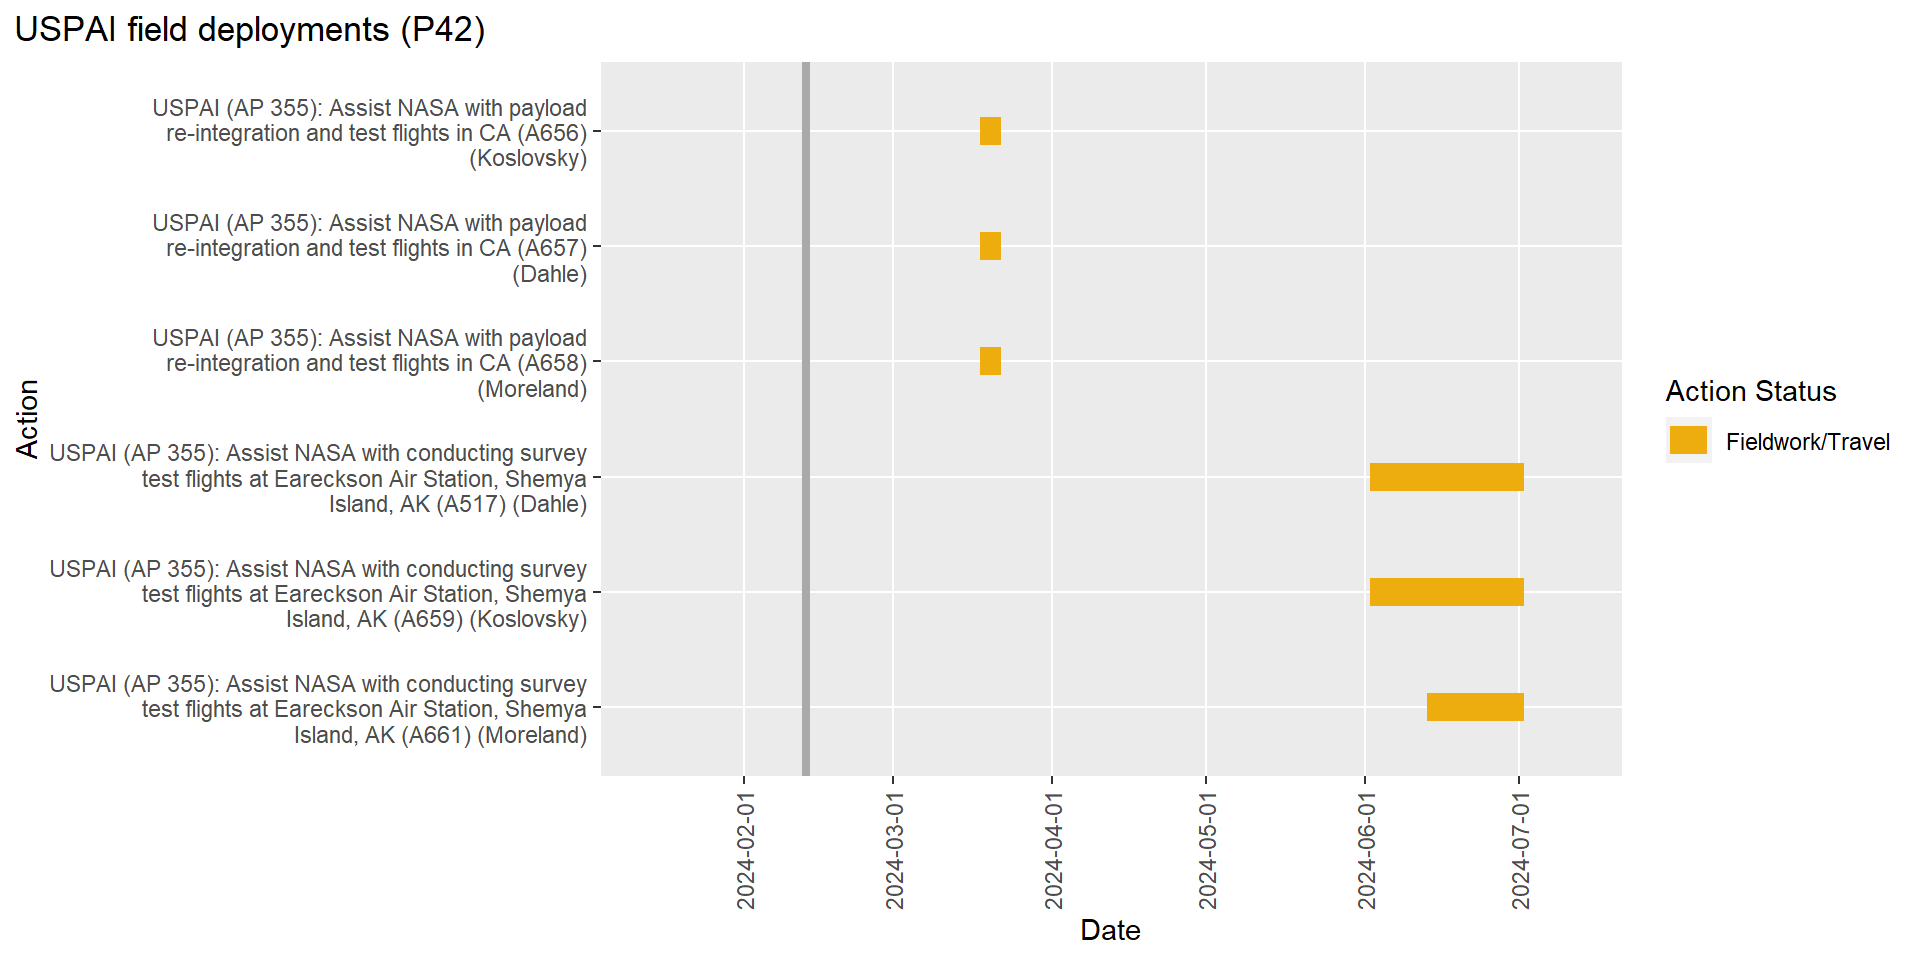 USPAI field deployments (P42)
USPAI (AP 355): Assist NASA with payload
re-integration and test flights in CA (A656)
(Koslovsky)
USPAI (AP 355): Assist NASA with payload
re-integration and test flights in CA (A657)
(Dahle)
USPAI (AP 355): Assist NASA with payload
re-integration and test flights in CA (A658)
(Moreland)
USPAI (AP 355): Assist NASA with conducting survey
test flights at Eareckson Air Station, Shemya
Island, AK (A517) (Dahle)
USPAI (AP 355): Assist NASA with conducting survey
test flights at Eareckson Air Station, Shemya
Island, AK (A659) (Koslovsky)
USPAI (AP 355): Assist NASA with conducting survey
test flights at Eareckson Air Station, Shemya
Island, AK (A661) (Moreland)
Action
2024-02-01
2024-03-01
2024-04-01
2024-05-01
2024-06-01
2024-07-01
Date
Action Status
Fieldwork/Travel